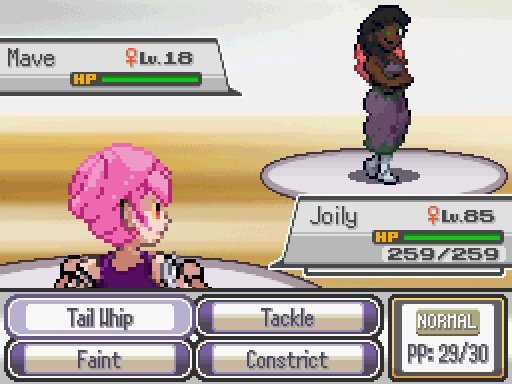 Mave ♀Lv.18
HP
Joily ♀Lv.85
HP
259/259
Tail Whip
Tackle
NORMAL
Faint
Constrict
PP: 29/30